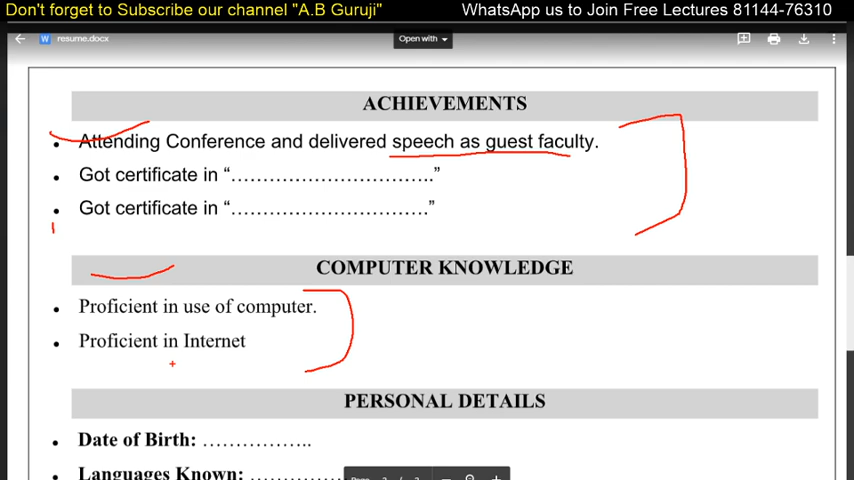 Don't forget to Subscribe our channel "A.B Guruji" WhatsApp us to Join Free Lectures 81144-76310
W resume.docx Open with
ACHIEVEMENTS
• Attending Conference and delivered speech as guest faculty.
• Got certificate in “……………………………..”
• Got certificate in “…………………………….”
COMPUTER KNOWLEDGE
• Proficient in use of computer.
• Proficient in Internet
PERSONAL DETAILS
• Date of Birth: ……………..
• Languages Known: ……………